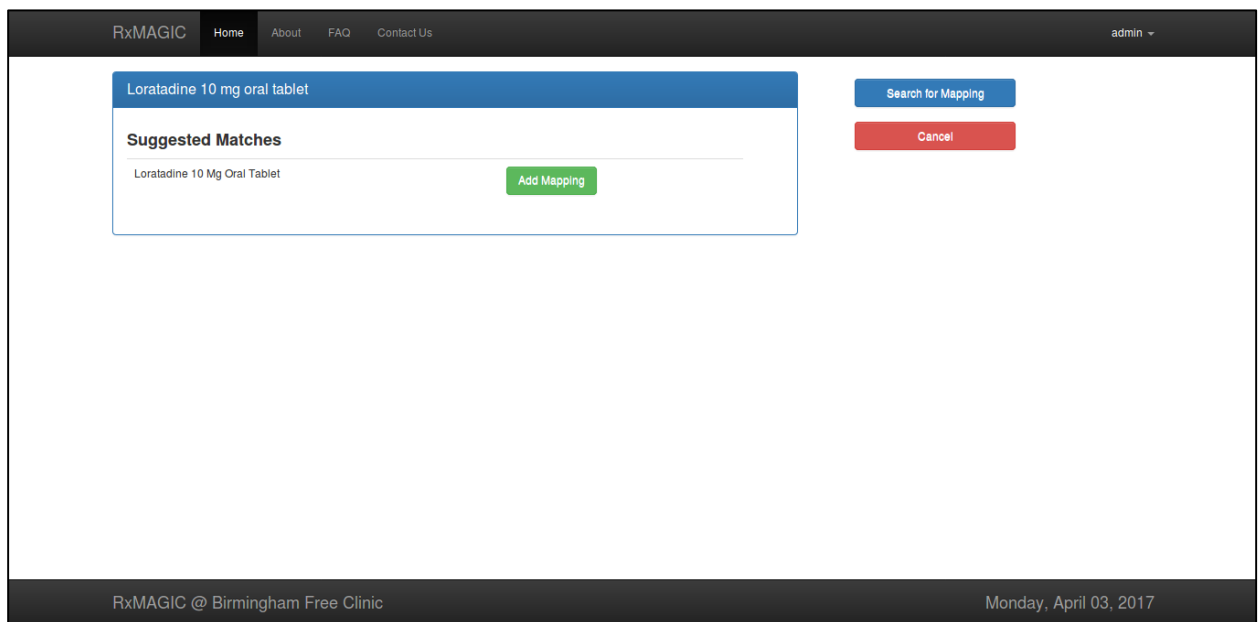 RxMAGIC Home About FAQ Contact Us admin
Loratadine 10 mg oral tablet
Search for Mapping
Suggested Matches
Cancel
Loratadine 10 Mg Oral Tablet Add Mapping
RxMAGIC @ Birmingham Free Clinic Monday, April 03, 2017